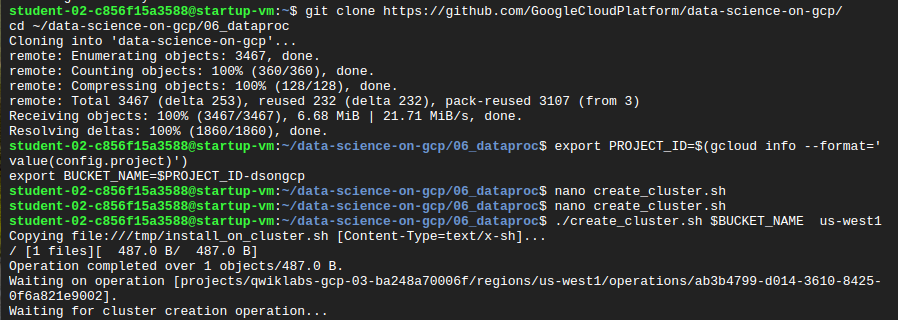 student-02-c856f15a3588@startup-vm:~$ git clone https://github.com/GoogleCloudPlatform/data-science-on-gcp/
cd ~/data-science-on-gcp/06_dataproc
Cloning into 'data-science-on-gcp'...
remote: Enumerating objects: 3467, done.
remote: Counting objects: 100% (360/360), done.
remote: Compressing objects: 100% (128/128), done.
remote: Total 3467 (delta 253), reused 232 (delta 232), pack-reused 3107 (from 3)
Receiving objects: 100% (3467/3467), 6.68 MiB | 21.71 MiB/s, done.
Resolving deltas: 100% (1860/1860), done.
student-02-c856f15a3588@startup-vm:~/data-science-on-gcp/06_dataproc$ export PROJECT_ID=$(gcloud info --format='
value(config.project)')
export BUCKET_NAME=$PROJECT_ID-dsongcp
student-02-c856f15a3588@startup-vm:~/data-science-on-gcp/06_dataproc$ nano create_cluster.sh
student-02-c856f15a3588@startup-vm:~/data-science-on-gcp/06_dataproc$ nano create_cluster.sh
student-02-c856f15a3588@startup-vm:~/data-science-on-gcp/06_dataproc$ ./create_cluster.sh $BUCKET_NAME  us-west1
Copying file:///tmp/install_on_cluster.sh [Content-Type=text/x-sh]...
/ [1 files][  487.0 B/  487.0 B]
Operation completed over 1 objects/487.0 B.
Waiting on operation [projects/qwiklabs-gcp-03-ba248a70006f/regions/us-west1/operations/ab3b4799-d014-3610-8425-
0f6a821e9002].
Waiting for cluster creation operation...